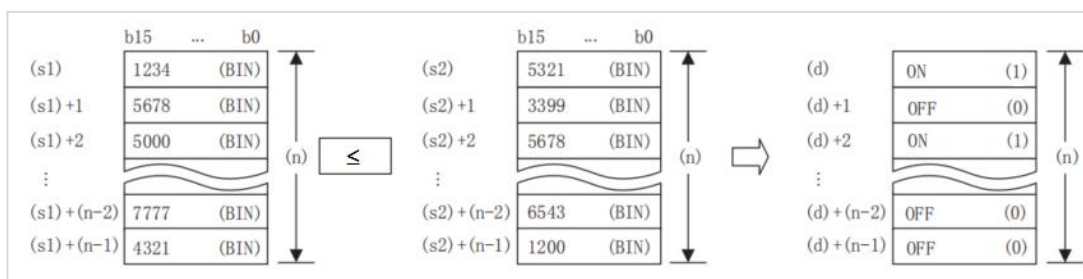 b15 ... b0 b15 ... b0
(s1) 1234 (BIN) (s2) 5321 (BIN) (d) ON (1)
(s1)+1 5678 (BIN) (s2)+1 3399 (BIN) (d)+1 OFF (0)
(s1)+2 5000 (BIN) (s2)+2 5678 (BIN) (d)+2 ON (1)
(n) ≤ (n) (n)
⋮ ⋮ ⋮
(s1)+(n-2) 7777 (BIN) (s2)+(n-2) 6543 (BIN) (d)+(n-2) OFF (0)
(s1)+(n-1) 4321 (BIN) (s2)+(n-1) 1200 (BIN) (d)+(n-1) OFF (0)